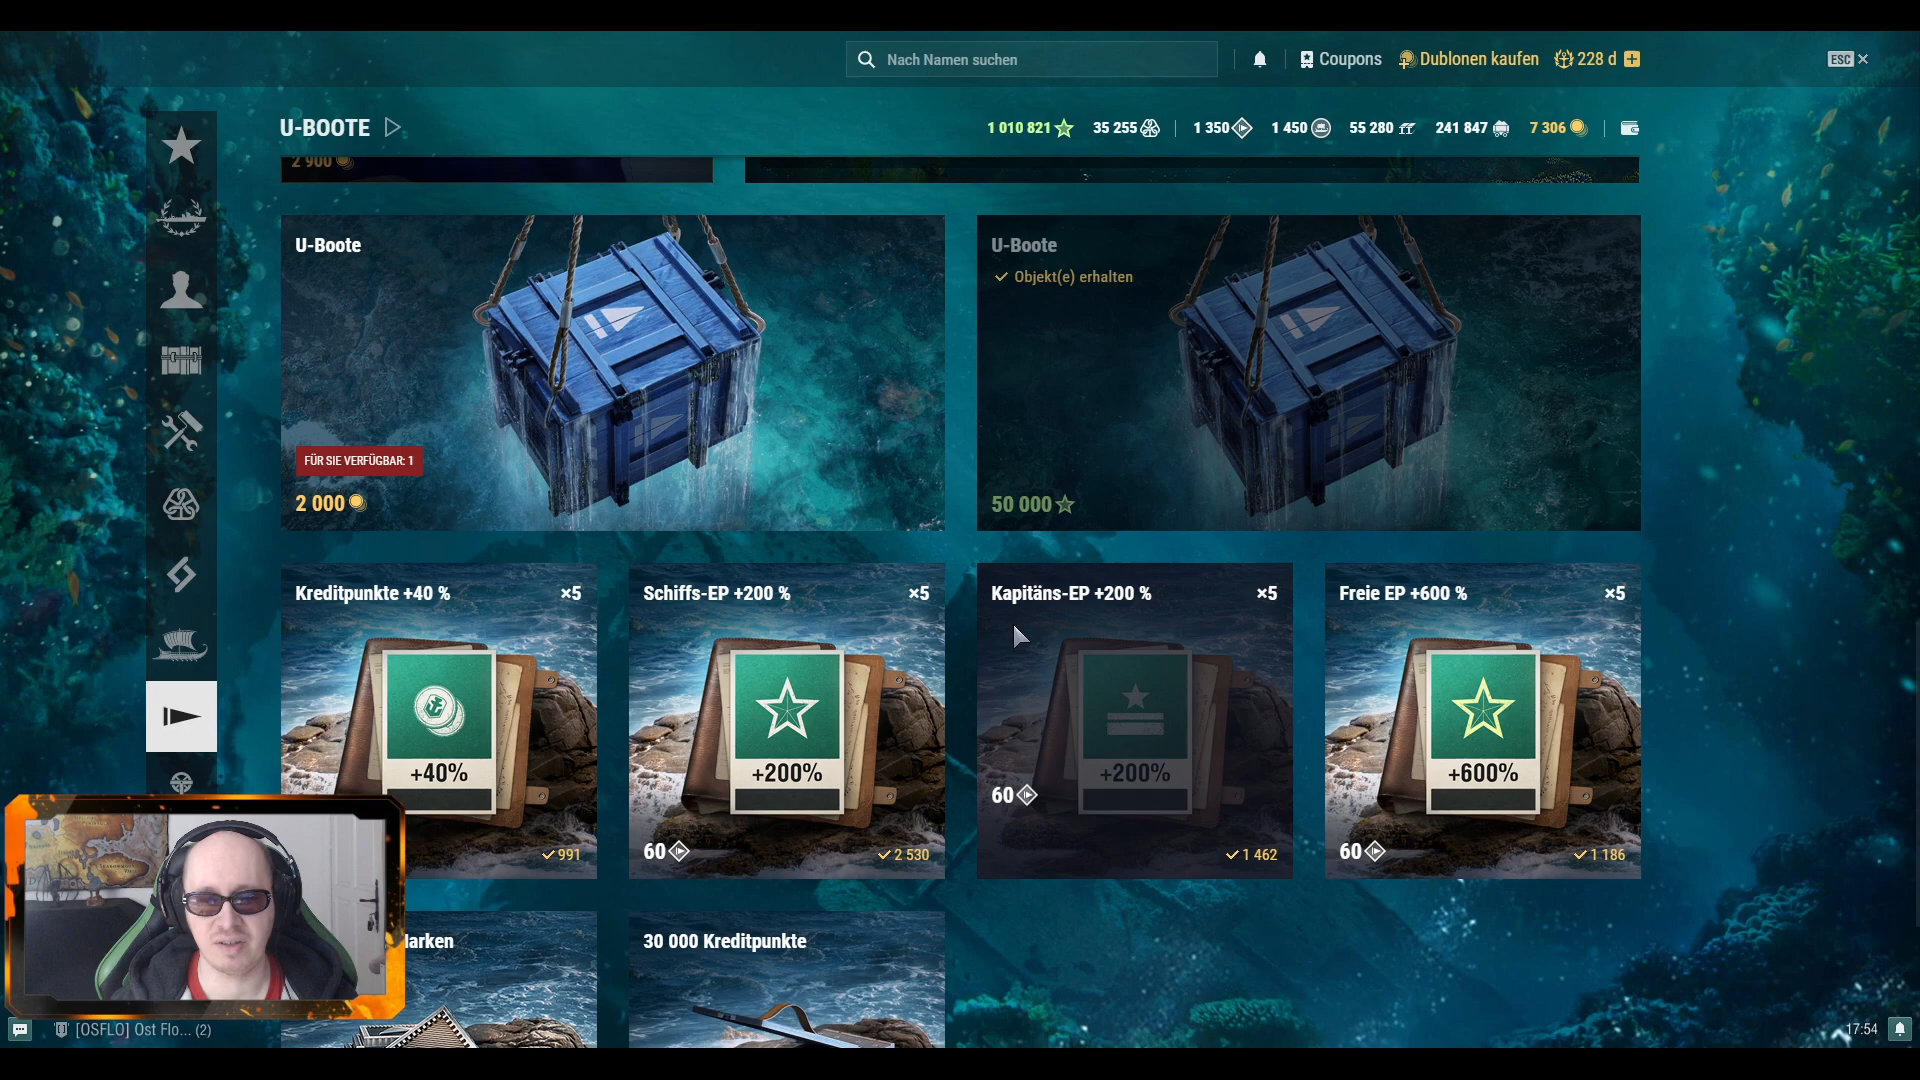 Nach Namen suchen
Coupons
Dublonen kaufen
228 d
ESC
U-BOOTE
1 010 821
35 255
1 350
1 450
55 280
241 847
7 306
2 900
U-Boote
FÜR SIE VERFÜGBAR: 1
2 000
U-Boote
Objekt(e) erhalten
50 000
Kreditpunkte +40 %
×5
+40%
991
Schiffs-EP +200 %
×5
+200%
60
2 530
Kapitäns-EP +200 %
×5
+200%
60
1 462
Freie EP +600 %
×5
+600%
60
1 186
30 000 Kreditpunkte
[OSFLO] Ost Flo... (2)
17:54